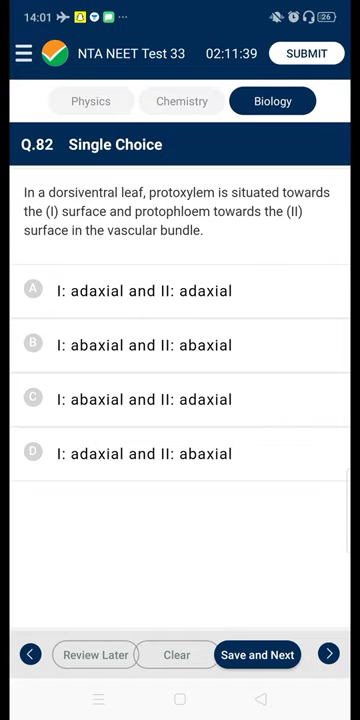 14:01
26
NTA NEET Test 33
02:11:39
SUBMIT
Physics
Chemistry
Biology
Q.82 Single Choice
In a dorsiventral leaf, protoxylem is situated towards
the (I) surface and protophloem towards the (II)
surface in the vascular bundle.
A I: adaxial and II: adaxial
B I: abaxial and II: abaxial
C I: abaxial and II: adaxial
D I: adaxial and II: abaxial
Review Later
Clear
Save and Next